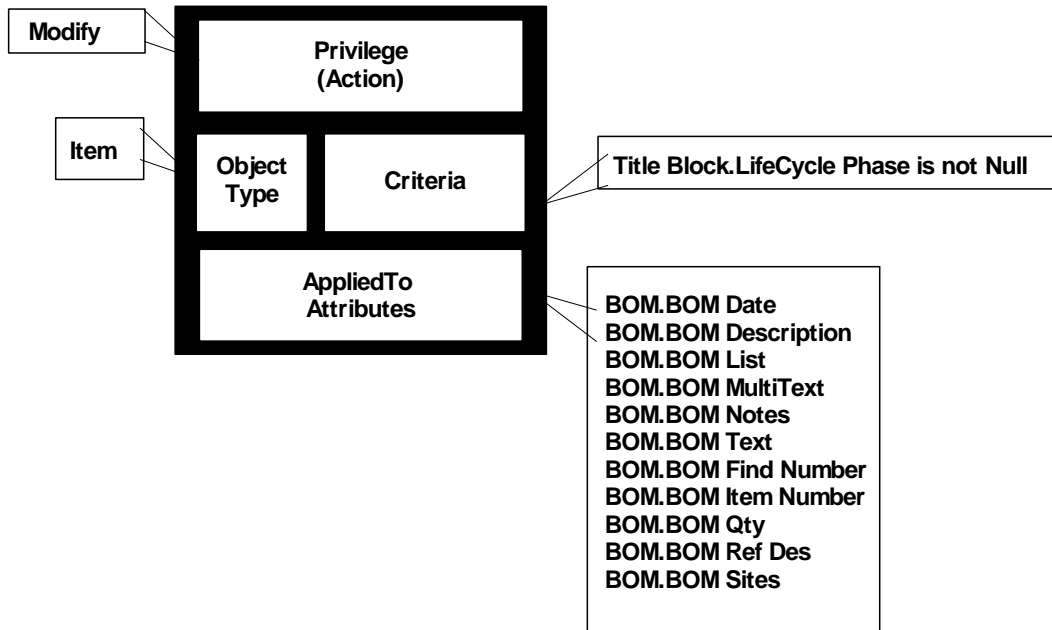 Modify
Privilege
(Action)
Item
Object
Type
Criteria
Title Block.LifeCycle Phase is not Null
AppliedTo
Attributes
BOM.BOM Date
BOM.BOM Description
BOM.BOM List
BOM.BOM MultiText
BOM.BOM Notes
BOM.BOM Text
BOM.BOM Find Number
BOM.BOM Item Number
BOM.BOM Qty
BOM.BOM Ref Des
BOM.BOM Sites